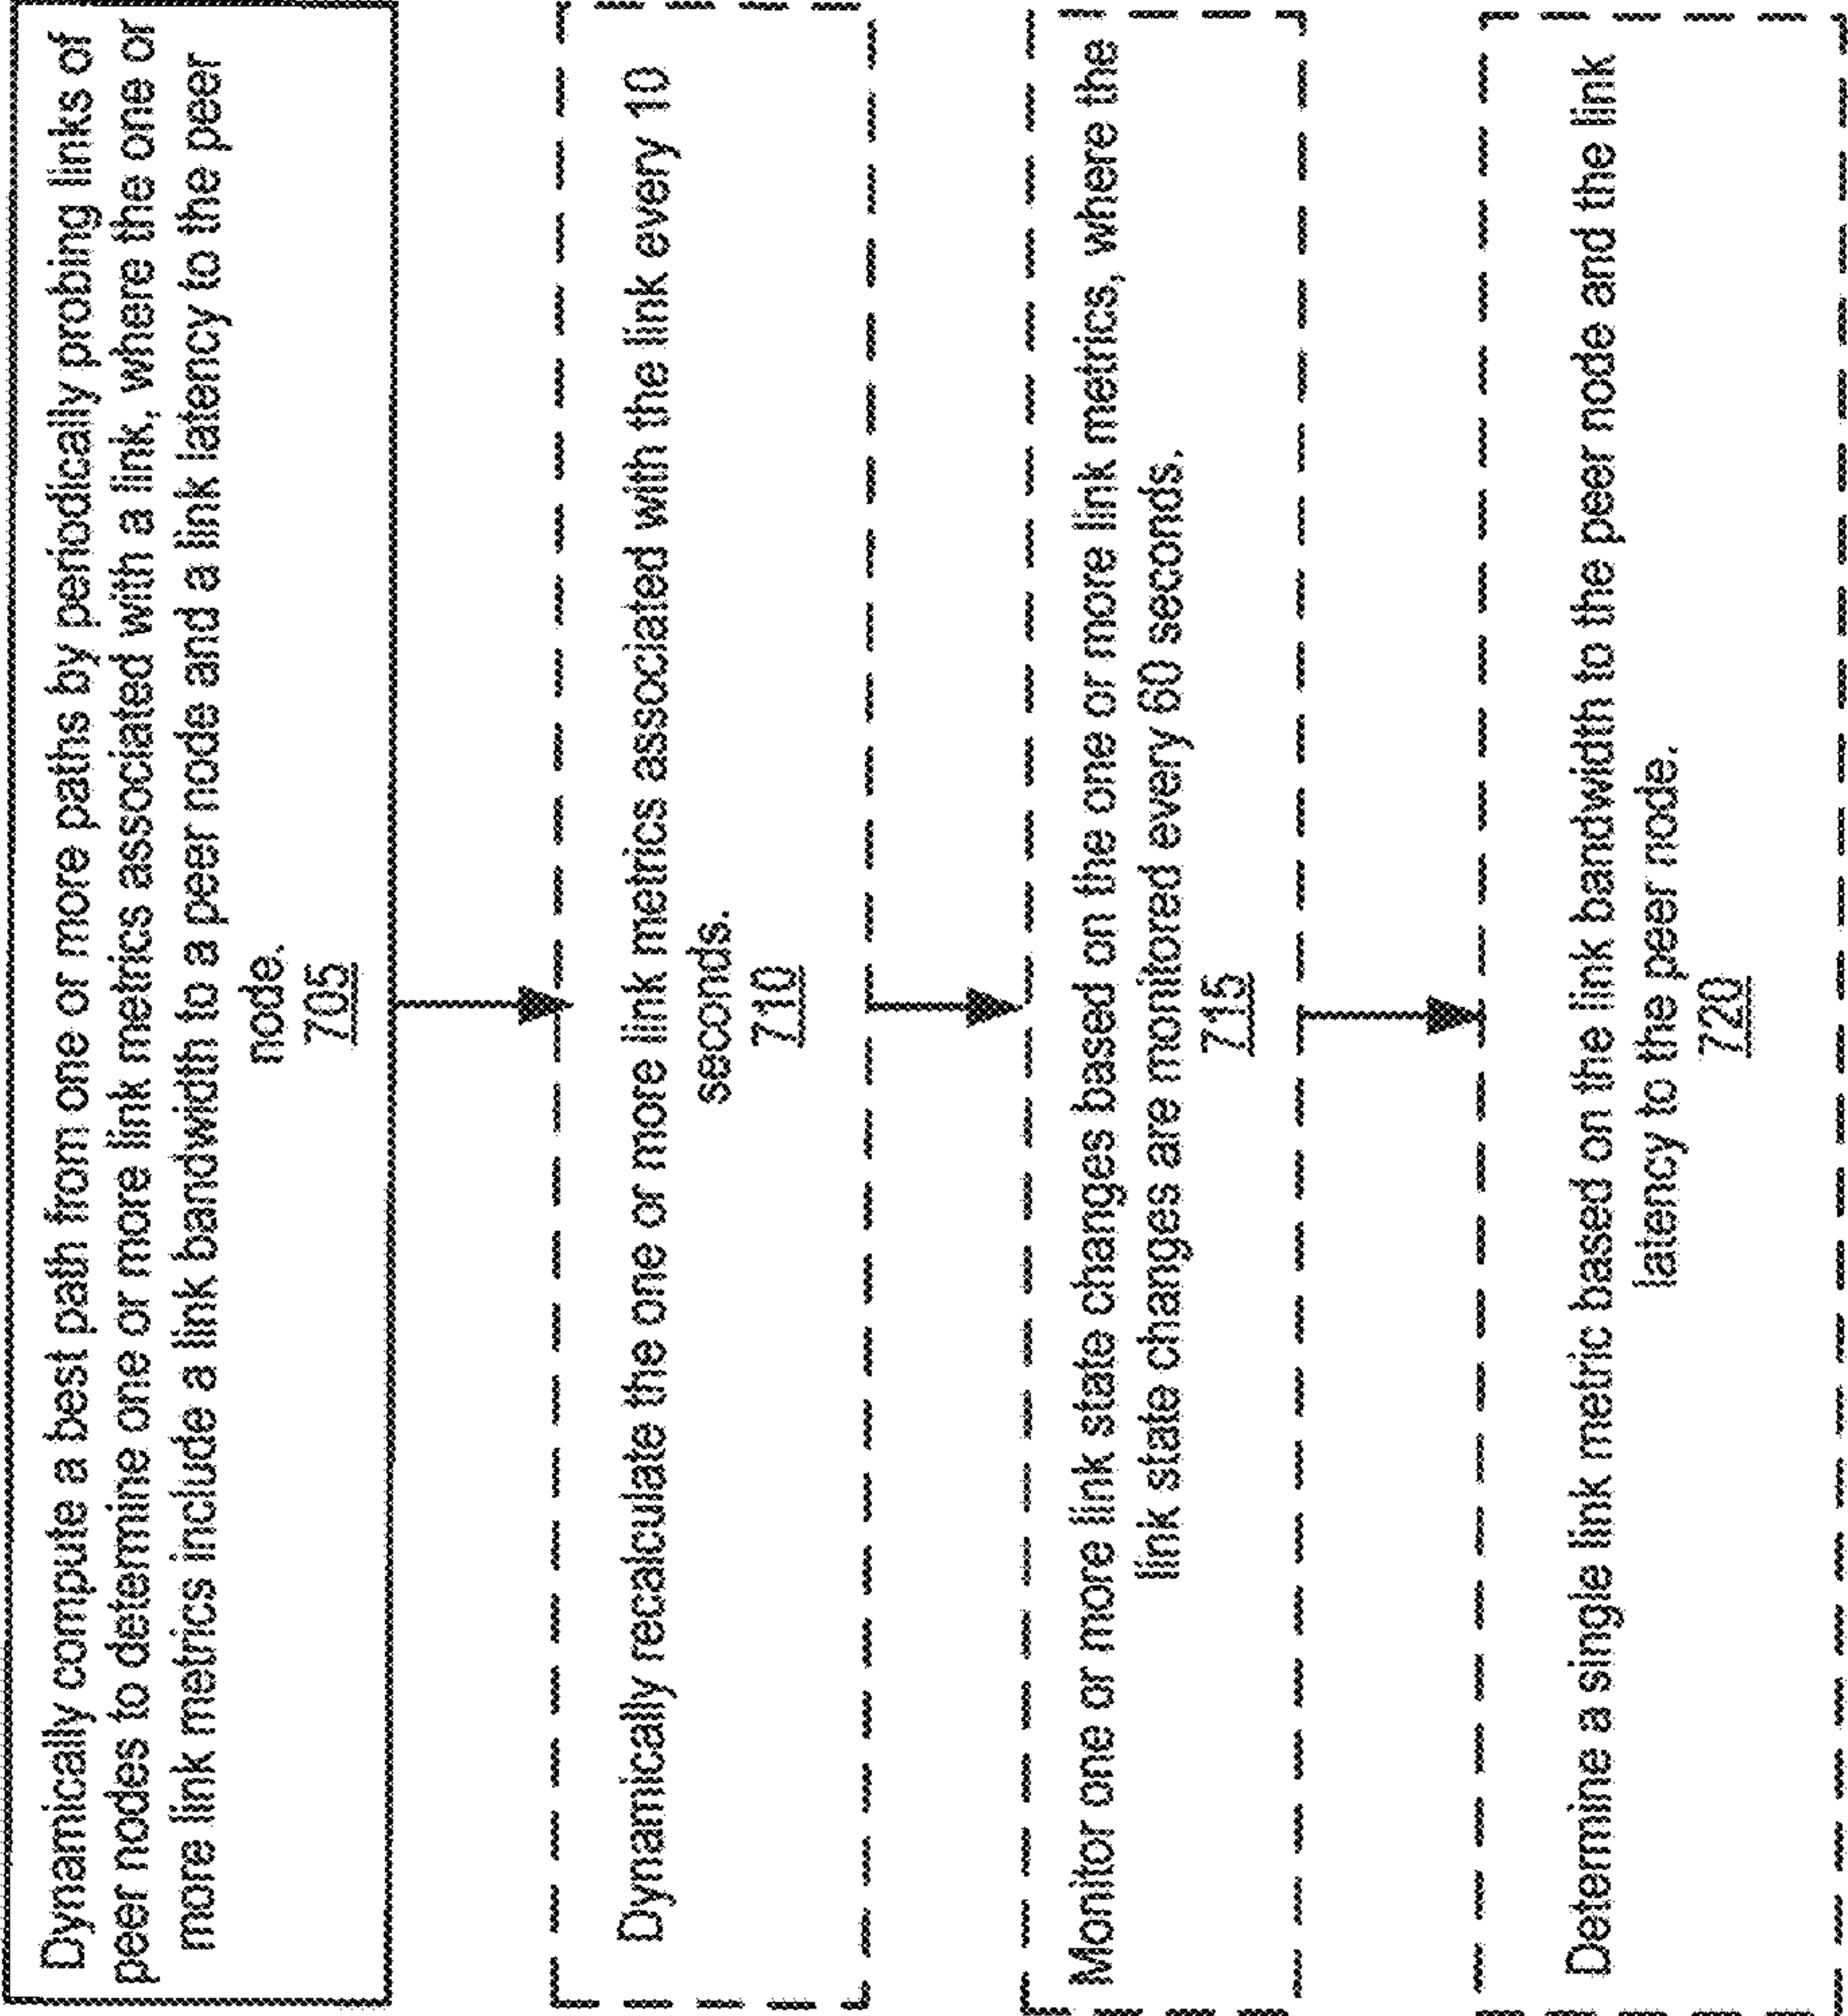 Dynamically compute a best path from one or more paths by periodically probing links of
peer nodes to determine one or more link metrics associated with a link, where the one or
more link metrics include a link bandwidth to a peer node and a link latency to the peer
node.
705
Dynamically recalculate the one or more link metrics associated with the link every 10
seconds.
710
Monitor one or more link state changes based on the one or more link metrics, where the
link state changes are monitored every 60 seconds.
715
Determine a single link metric based on the link bandwidth to the peer node and the link
latency to the peer node.
720